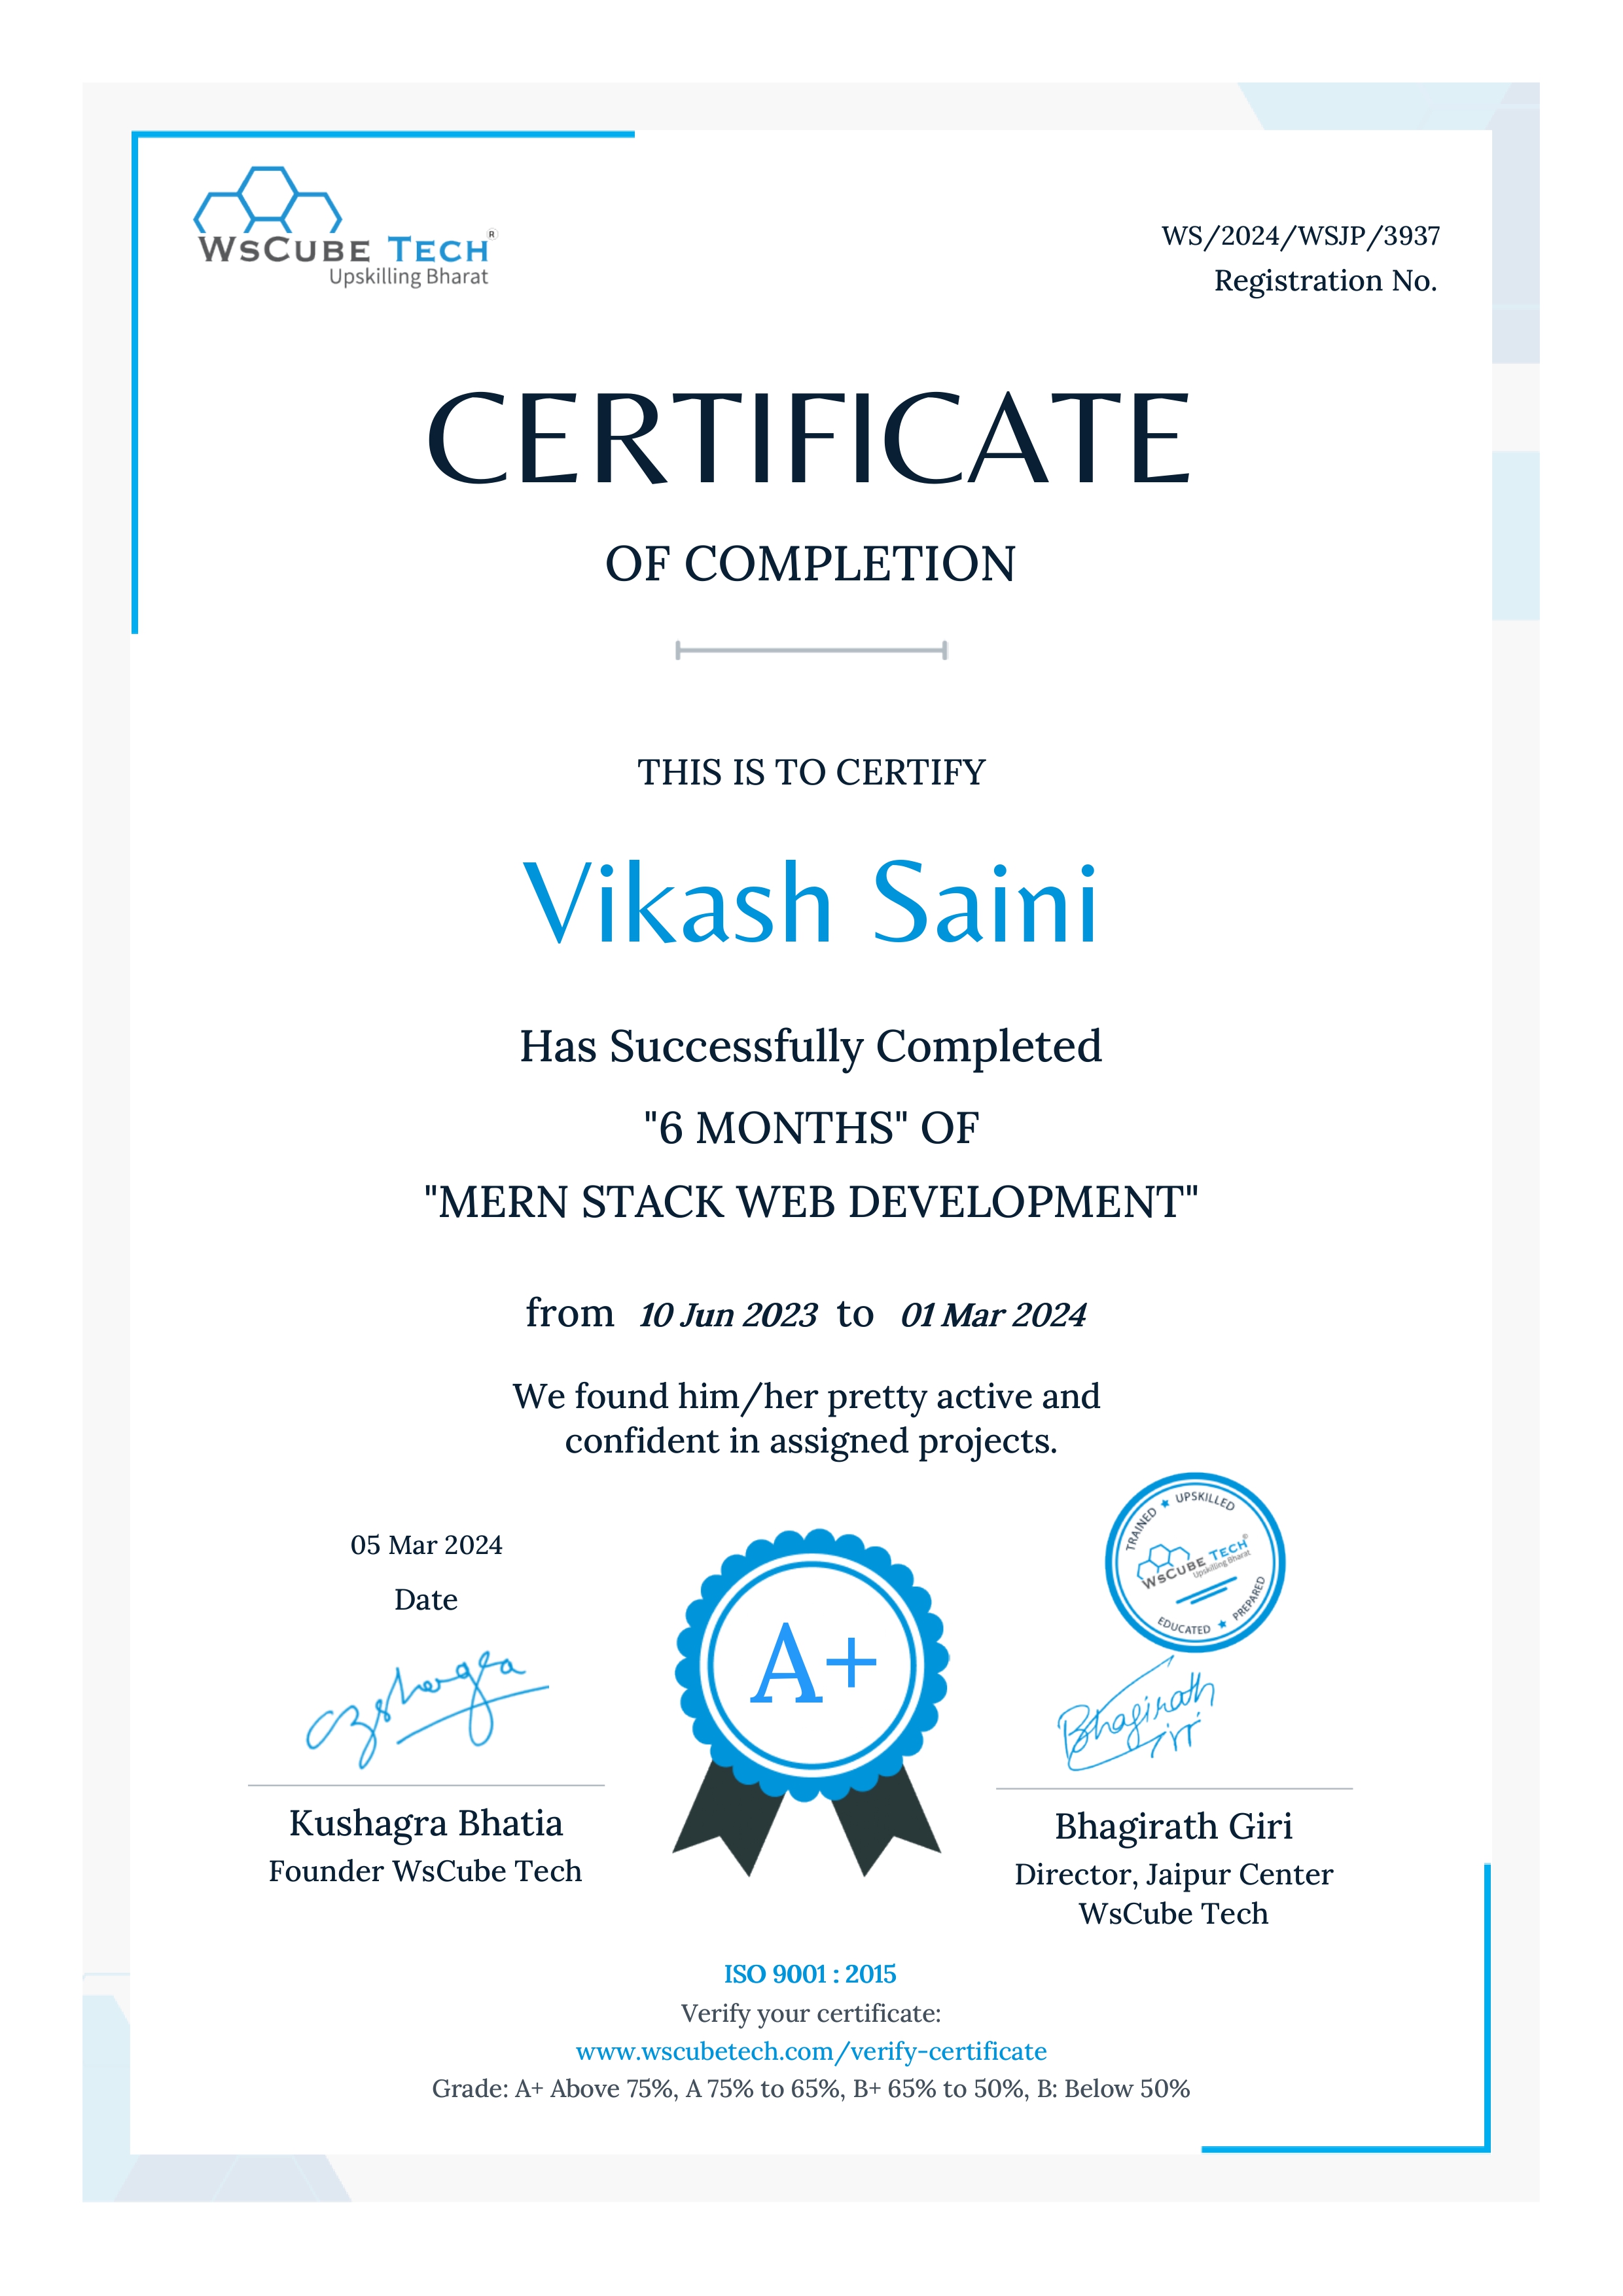 WSCUBE TECH®
Upskilling Bharat
WS/2024/WSJP/3937
Registration No.
CERTIFICATE
OF COMPLETION
THIS IS TO CERTIFY
Vikash Saini
Has Successfully Completed
"6 MONTHS" OF
"MERN STACK WEB DEVELOPMENT"
from 10 Jun 2023 to 01 Mar 2024
We found him/her pretty active and
confident in assigned projects.
TRAINED ★ UPSKILLED
WSCUBE TECH®
Upskilling Bharat
EDUCATED ★ PREPARED
05 Mar 2024
Date
A+
Bhagirath
Kushagra Bhatia
Founder WsCube Tech
Bhagirath Giri
Director, Jaipur Center
WsCube Tech
ISO 9001 : 2015
Verify your certificate:
www.wscubetech.com/verify-certificate
Grade: A+ Above 75%, A 75% to 65%, B+ 65% to 50%, B: Below 50%